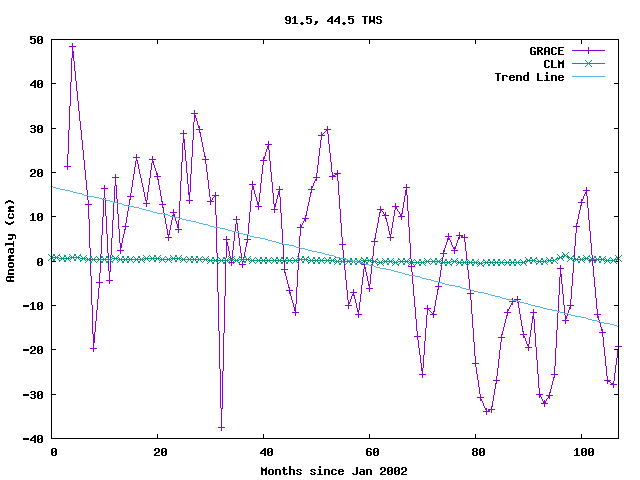 91.5, 44.5 TWS
GRACE
CLM
Trend Line
50
40
30
20
10
0
-10
-20
-30
-40
Anomaly (cm)
0 20 40 60 80 100
Months since Jan 2002